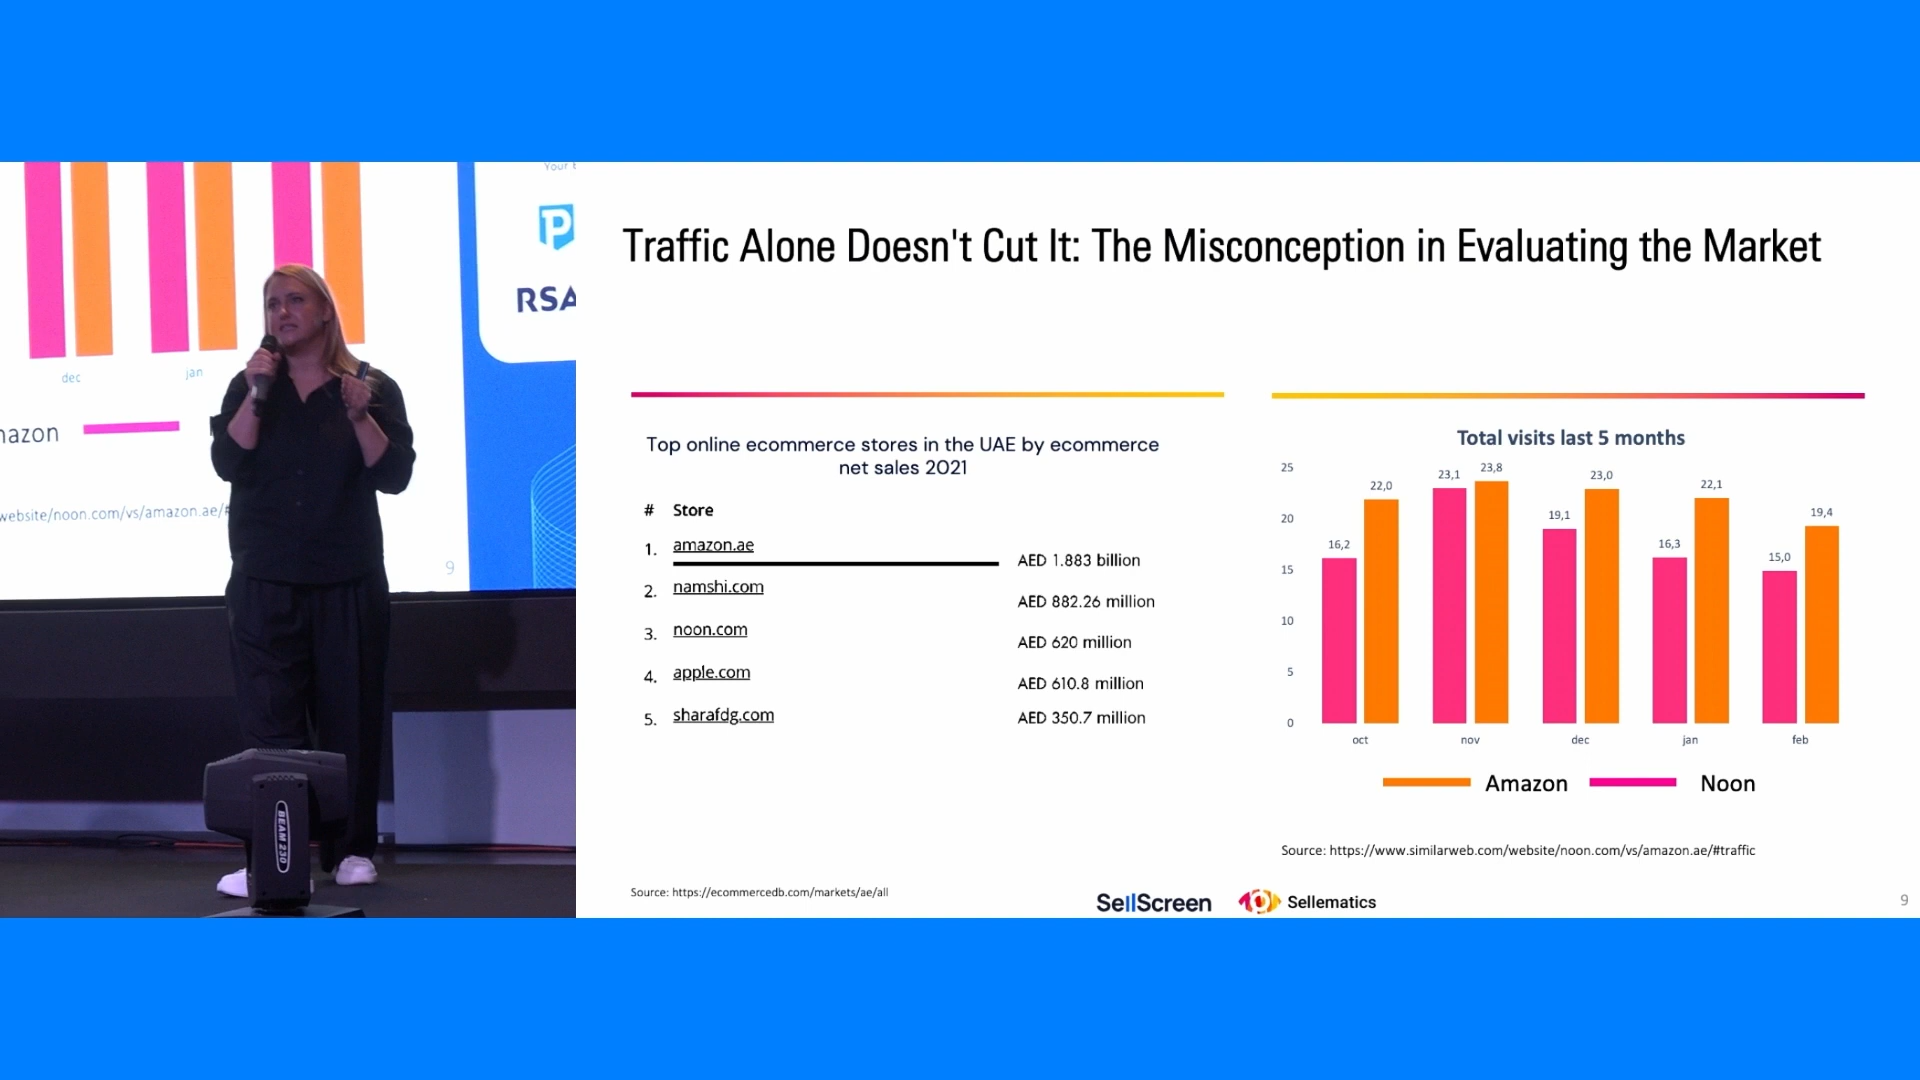 Your
P
RSA
dec
jan
nazon
website/noon.com/vs/amazon.ae/#
9
BEAM 230
Traffic Alone Doesn't Cut It: The Misconception in Evaluating the Market
Top online ecommerce stores in the UAE by ecommerce
net sales 2021
# Store
1. amazon.ae AED 1.883 billion
2. namshi.com AED 882.26 million
3. noon.com AED 620 million
4. apple.com AED 610.8 million
5. sharafdg.com AED 350.7 million
Source: https://ecommercedb.com/markets/ae/all
Total visits last 5 months
25
20
15
10
5
0
16,2 22,0 23,1 23,8 19,1 23,0 16,3 22,1 15,0 19,4
oct nov dec jan feb
Amazon Noon
Source: https://www.similarweb.com/website/noon.com/vs/amazon.ae/#traffic
SellScreen Sellematics
9